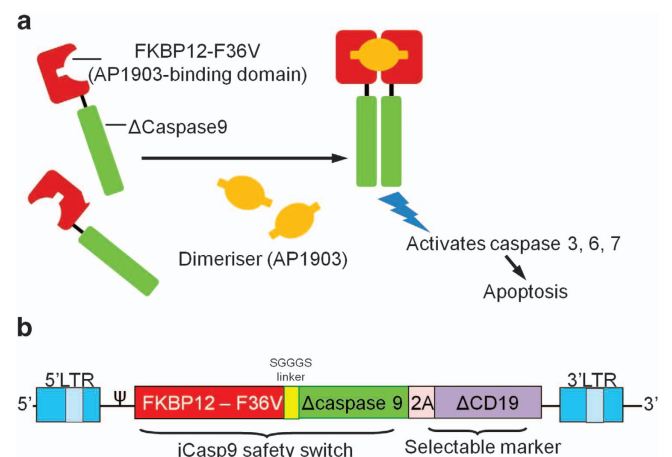 a
FKBP12-F36V
(AP1903-binding domain)
ΔCaspase9
Dimeriser (AP1903)
Activates caspase 3, 6, 7
Apoptosis
b
SGGGS
linker
5' 5'LTR Ψ FKBP12 – F36V Δcaspase 9 2A ΔCD19 3'LTR 3'
iCasp9 safety switch Selectable marker